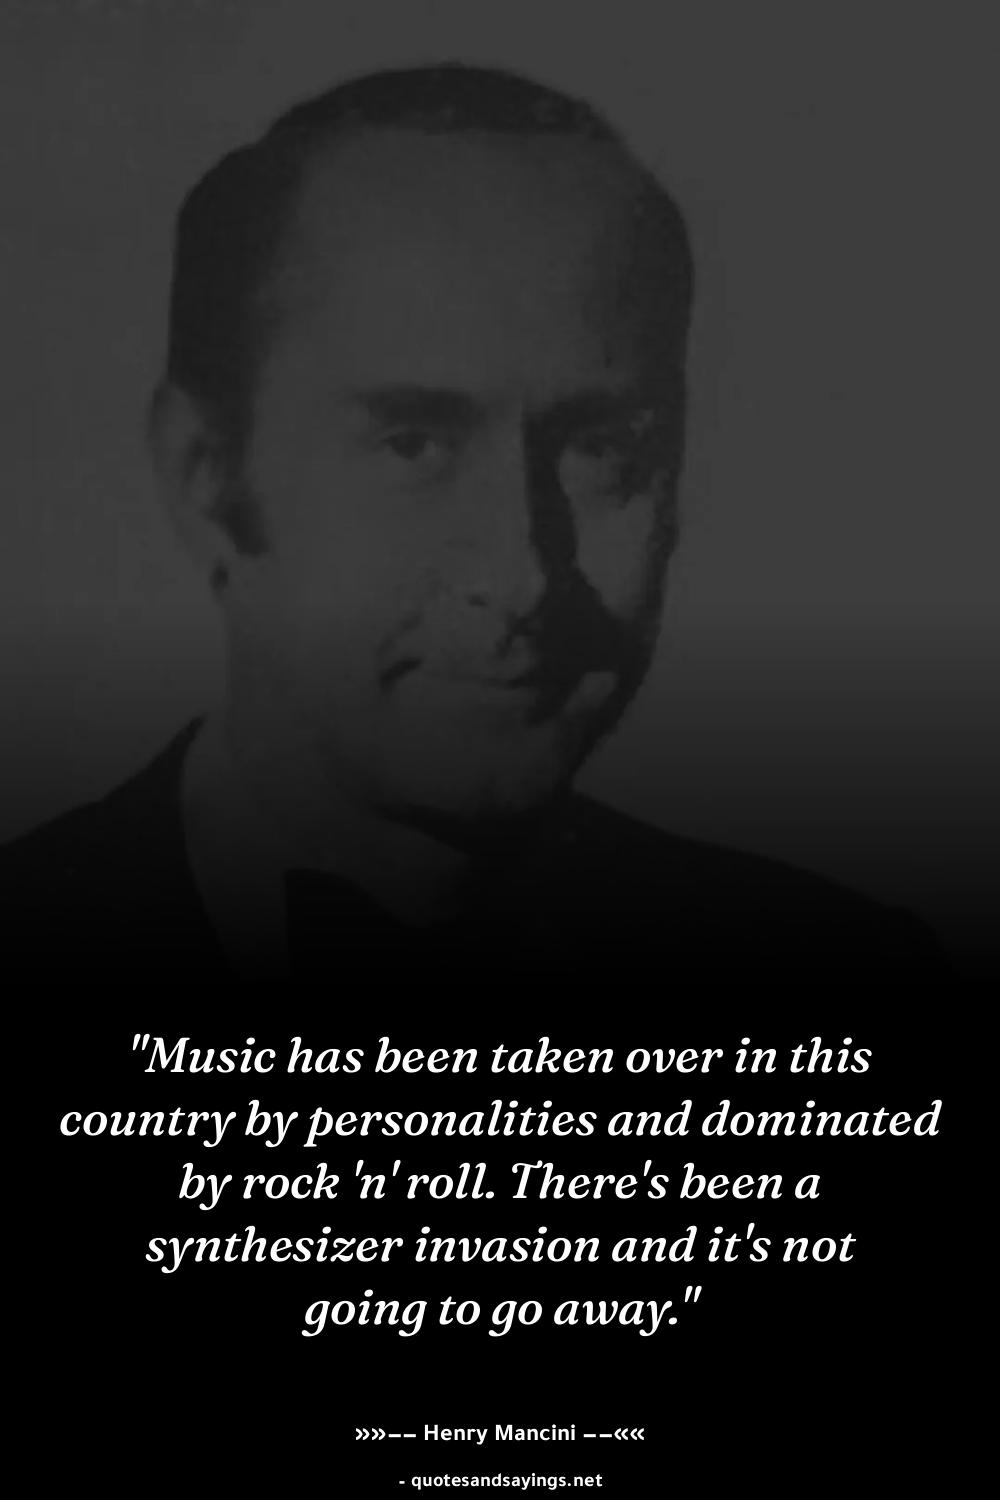 "Music has been taken over in this
country by personalities and dominated
by rock 'n' roll. There's been a
synthesizer invasion and it's not
going to go away."
»»−− Henry Mancini −−««
- quotesandsayings.net